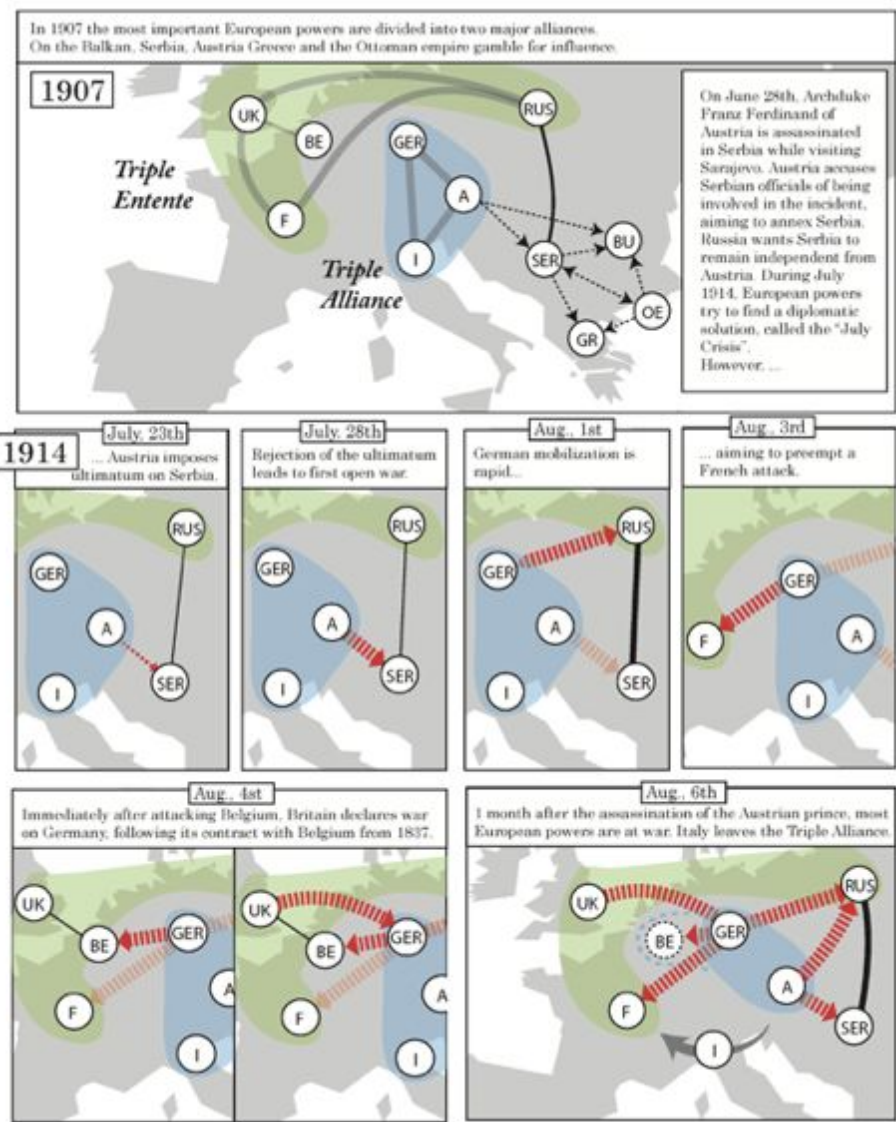 In 1907 the most important European powers are divided into two major alliances.
On the Balkan, Serbia, Austria Greece and the Ottoman empire gamble for influence.
1907
UK
BE
GER
RUS
Triple
Entente
F
A
I
Triple
Alliance
SER
BU
OE
GR
On June 28th, Archduke
Franz Ferdinand of
Austria is assassinated
in Serbia while visiting
Sarajevo. Austria accuses
Serbian officials of being
involved in the incident,
aiming to annex Serbia.
Russia wants Serbia to
remain independent from
Austria. During July
1914, European powers
try to find a diplomatic
solution, called the "July
Crisis".
However, ...
1914
July, 23th
... Austria imposes
ultimatum on Serbia.
RUS
GER
A
SER
I
July, 28th
Rejection of the ultimatum
leads to first open war.
RUS
GER
A
SER
I
Aug., 1st
German mobilization is
rapid...
RUS
GER
A
SER
I
Aug., 3rd
... aiming to preempt a
French attack.
GER
F
A
I
Aug., 4st
Immediately after attacking Belgium, Britain declares war
on Germany, following its contract with Belgium from 1837.
UK
BE
GER
F
A
I
UK
BE
GER
F
A
I
Aug., 6th
1 month after the assassination of the Austrian prince, most
European powers are at war. Italy leaves the Triple Alliance.
UK
BE
GER
RUS
F
A
SER
I